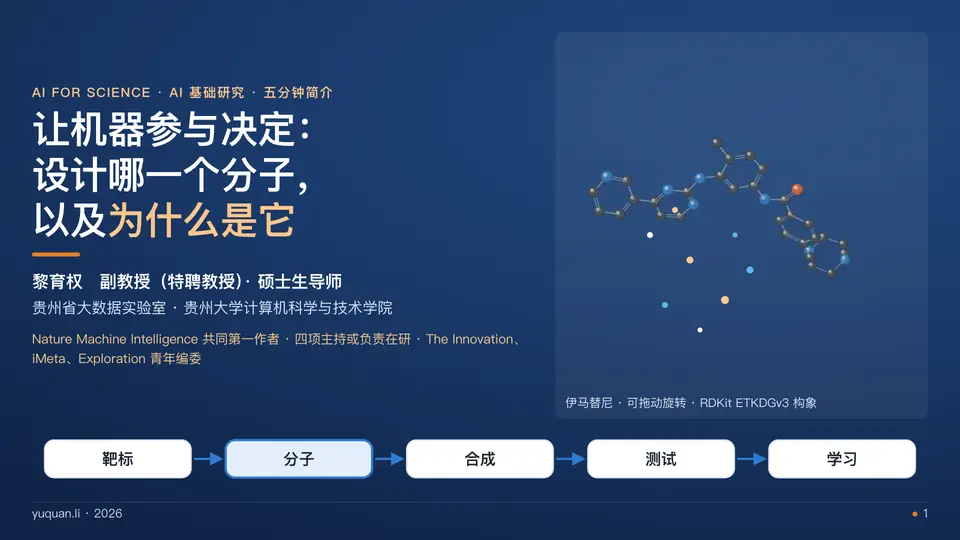 AI FOR SCIENCE · AI 基础研究 · 五分钟简介
让机器参与决定：
设计哪一个分子，
以及为什么是它
黎育权　副教授（特聘教授）· 硕士生导师
贵州省大数据实验室 · 贵州大学计算机科学与技术学院
Nature Machine Intelligence 共同第一作者 · 四项主持或负责在研 · The Innovation、
iMeta、Exploration 青年编委
伊马替尼 · 可拖动旋转 · RDKit ETKDGv3 构象
靶标
分子
合成
测试
学习
yuquan.li · 2026
1